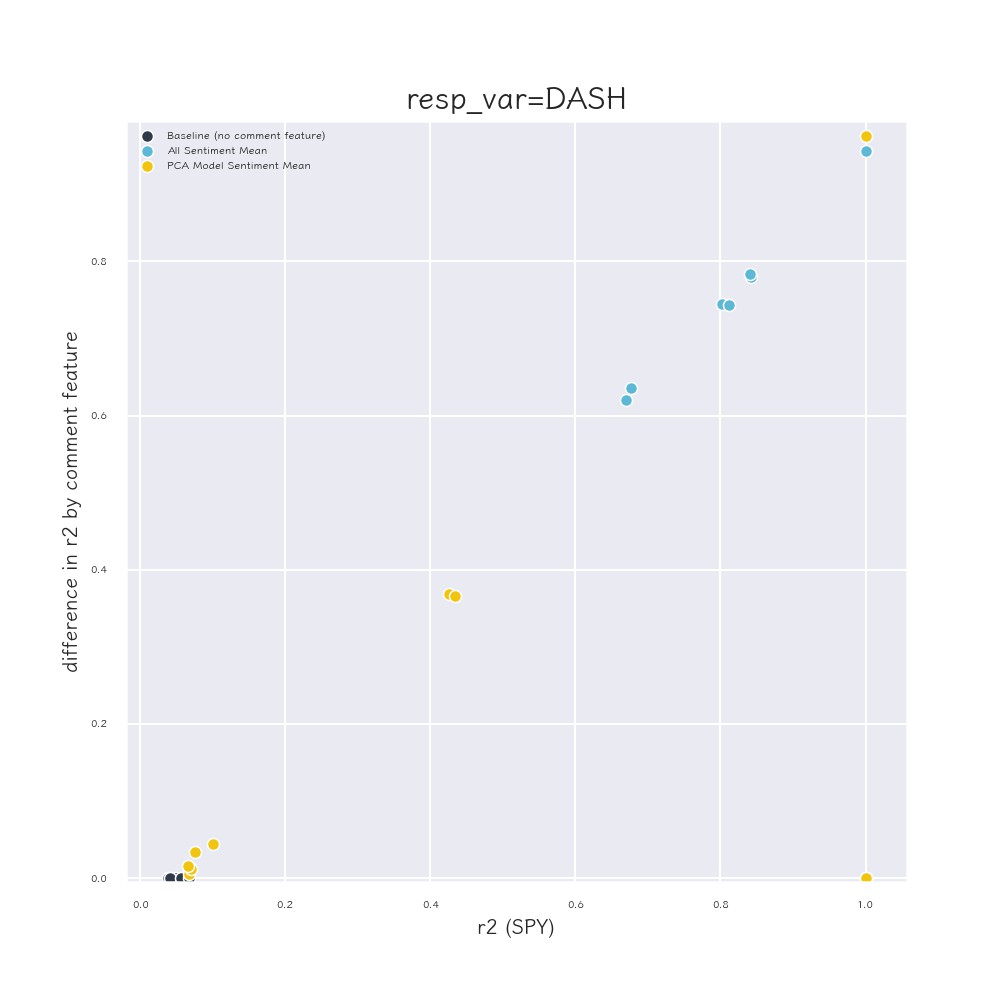 resp_var=DASH
Baseline (no comment feature)
All Sentiment Mean
PCA Model Sentiment Mean
difference in r2 by comment feature
0.8
0.6
0.4
0.2
0.0
0.0 0.2 0.4 0.6 0.8 1.0
r2 (SPY)